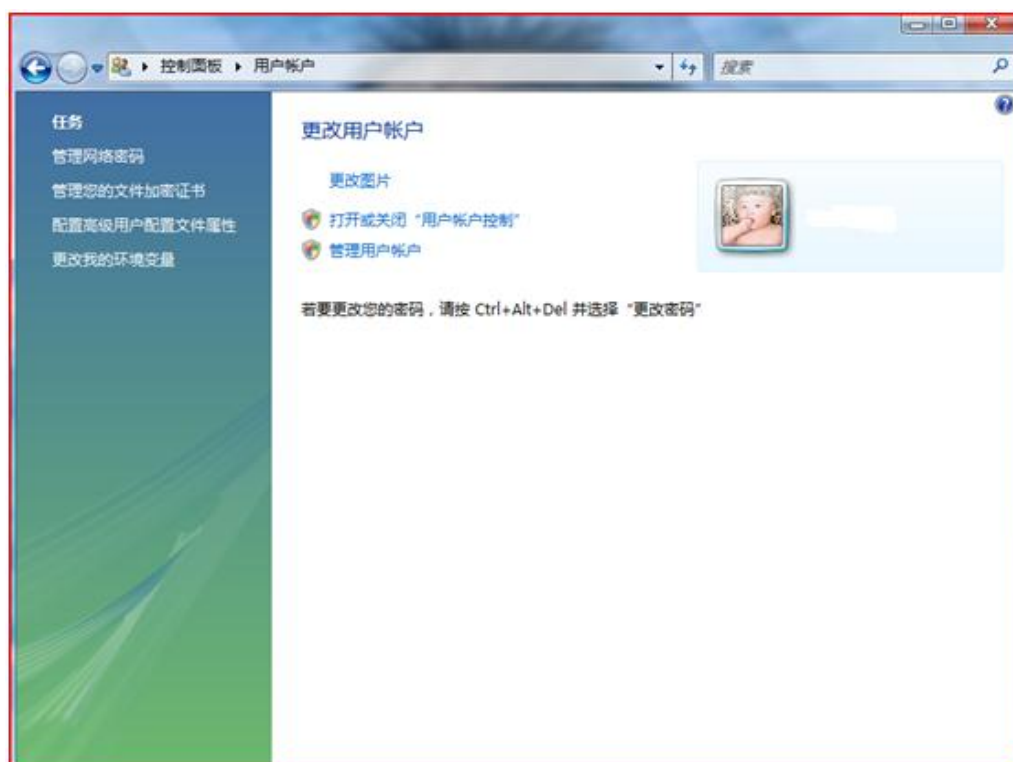 控制面板 用户帐户
搜索
任务
管理网络密码
管理您的文件加密证书
配置高级用户配置文件属性
更改我的环境变量
更改用户帐户
更改图片
打开或关闭“用户帐户控制”
管理用户帐户
若要更改您的密码，请按 Ctrl+Alt+Del 并选择 “更改密码”